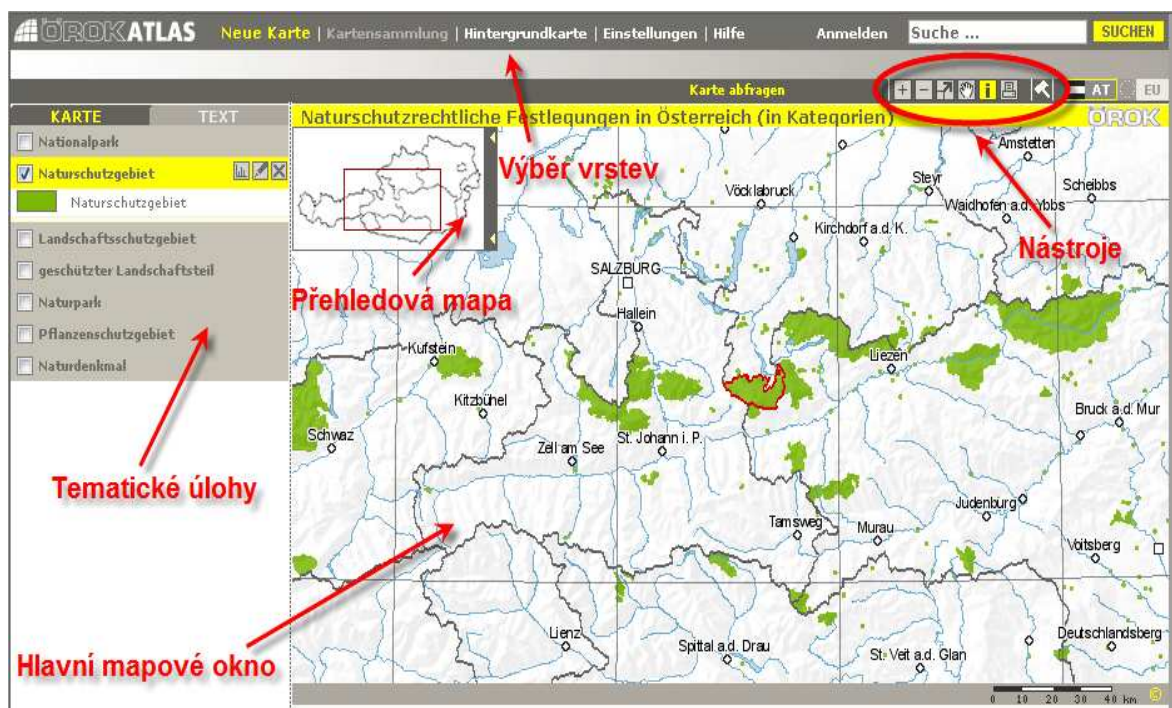 ÖROK ATLAS Neue Karte | Kartensammlung | Hintergrundkarte | Einstellungen | Hilfe Anmelden Suche ... SUCHEN
Karte abfragen
AT EU
KARTE TEXT
Naturschutzrechtliche Festlegungen in Österreich (in Kategorien)
ÖROK
Nationalpark
Naturschutzgebiet
Naturschutzgebiet
Landschaftsschutzgebiet
geschützter Landschaftsteil
Naturpark
Pflanzenschutzgebiet
Naturdenkmal
Výběr vrstev
Nástroje
Přehledová mapa
Tematické úlohy
Hlavní mapové okno
Amstetten
Steyr
Scheibbs
Vöcklabruck
Waidhofen a.d. Ybbs
Kirchdorf a.d. K.
SALZBURG
Hallein
Kufstein
Liezen
Kitzbühel
Bruck a.d. Mur
Schwaz
Zell am See
St. Johann i. P.
Judenburg
Tamsweg
Murau
Voitsberg
Lienz
Spittal a.d. Drau
St. Veit a.d. Glan
Deutschlandsberg
0 10 20 30 40 km ©